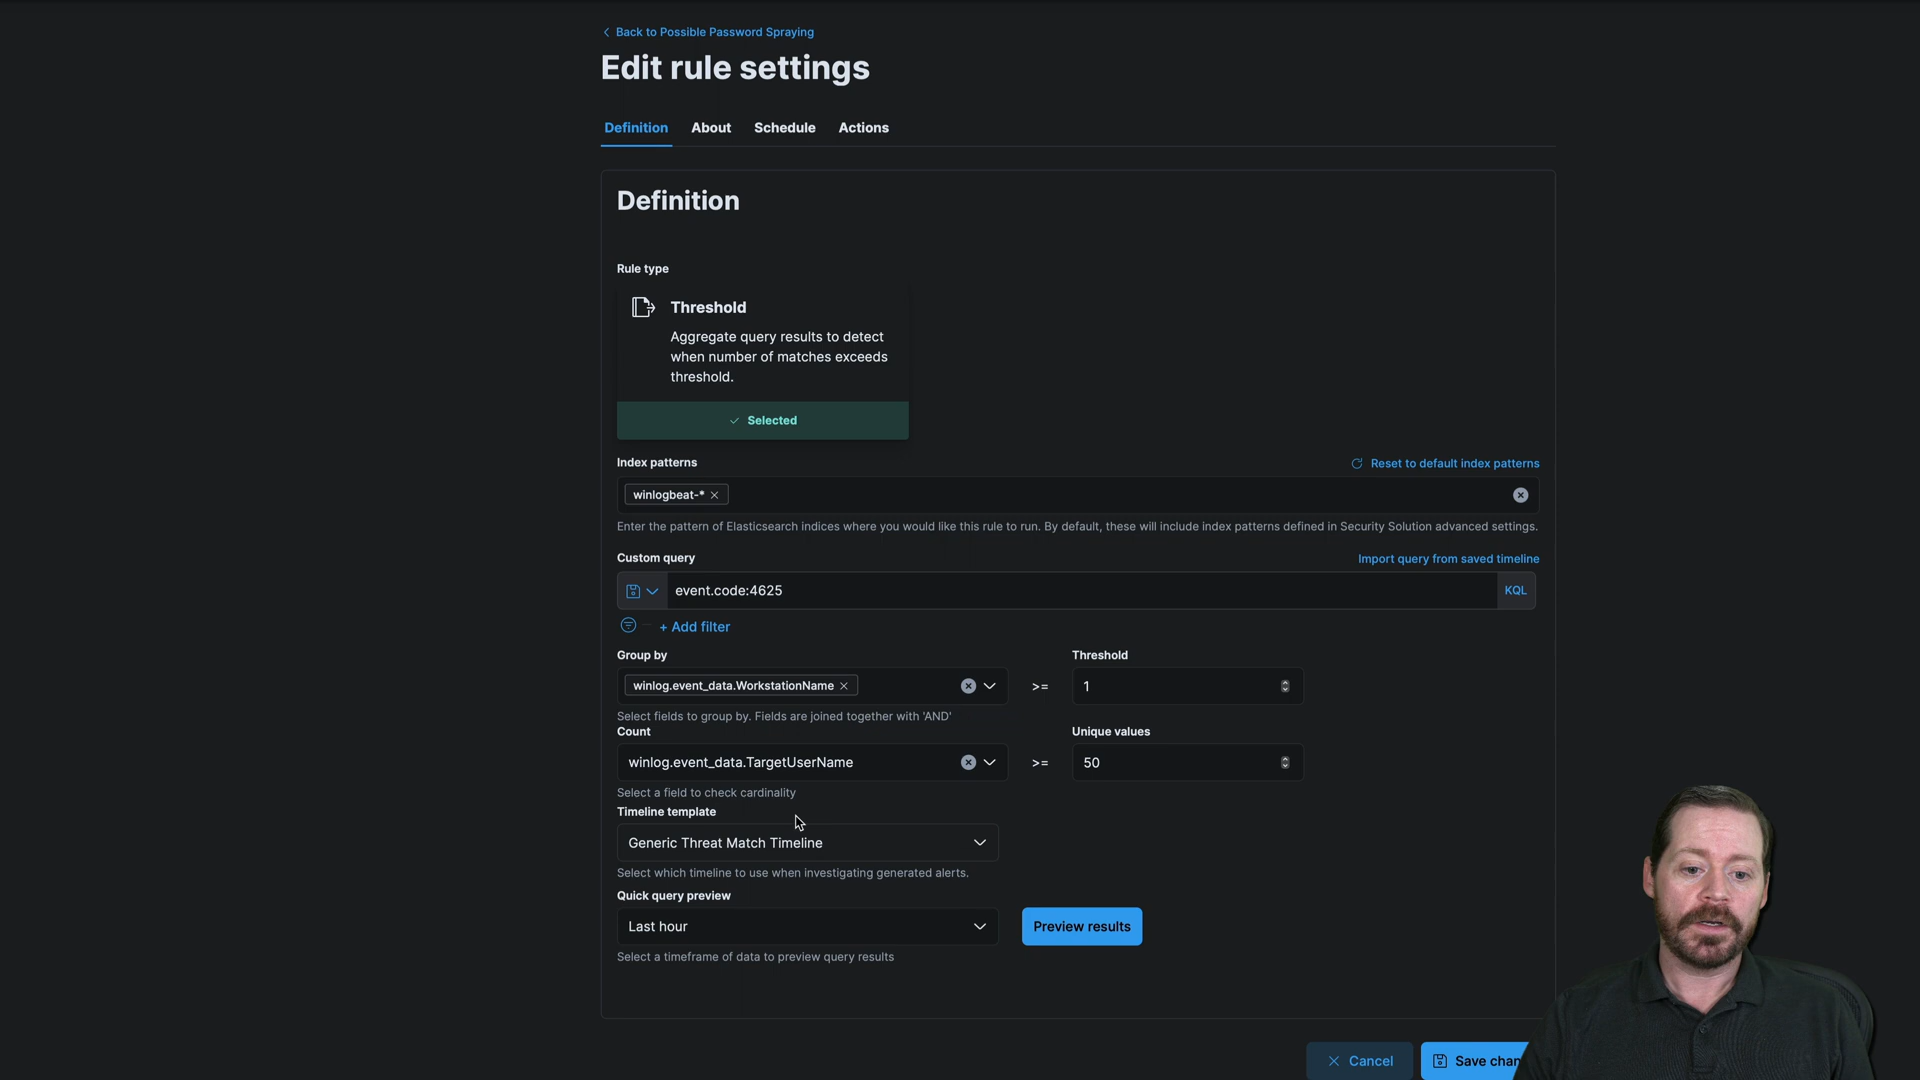 Back to Possible Password Spraying
Edit rule settings
Definition About Schedule Actions
Definition
Rule type
Threshold
Aggregate query results to detect
when number of matches exceeds
threshold.
Selected
Index patterns
Reset to default index patterns
winlogbeat-*
Enter the pattern of Elasticsearch indices where you would like this rule to run. By default, these will include index patterns defined in Security Solution advanced settings.
Custom query
Import query from saved timeline
event.code:4625
KQL
+ Add filter
Group by
Threshold
winlog.event_data.WorkstationName
>=
1
Select fields to group by. Fields are joined together with 'AND'
Count
Unique values
winlog.event_data.TargetUserName
>=
50
Select a field to check cardinality
Timeline template
Generic Threat Match Timeline
Select which timeline to use when investigating generated alerts.
Quick query preview
Last hour
Preview results
Select a timeframe of data to preview query results
Cancel
Save chan